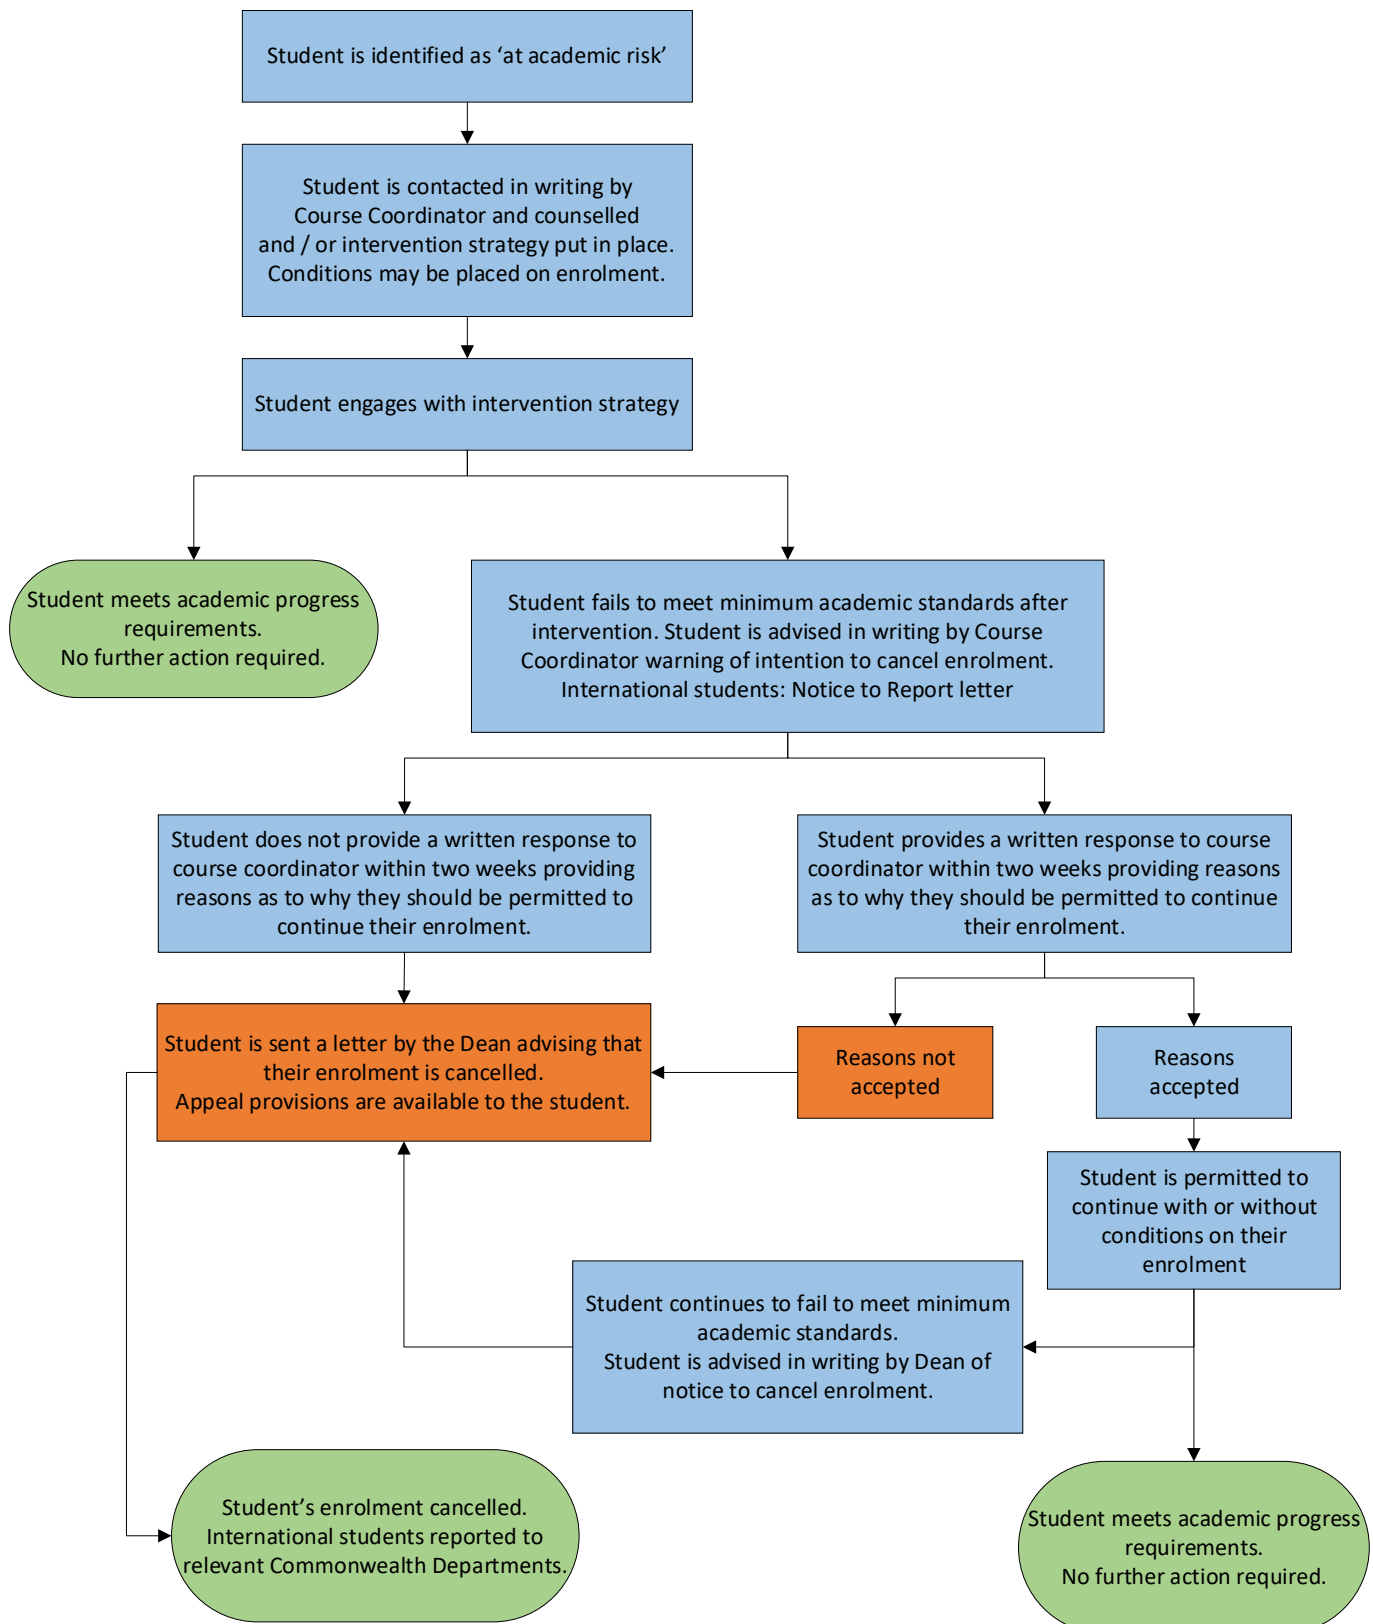 Student is identified as ‘at academic risk’
Student is contacted in writing by
Course Coordinator and counselled
and / or intervention strategy put in place.
Conditions may be placed on enrolment.
Student engages with intervention strategy
Student meets academic progress
requirements.
No further action required.
Student fails to meet minimum academic standards after
intervention. Student is advised in writing by Course
Coordinator warning of intention to cancel enrolment.
International students: Notice to Report letter
Student does not provide a written response to
course coordinator within two weeks providing
reasons as to why they should be permitted to
continue their enrolment.
Student provides a written response to course
coordinator within two weeks providing reasons
as to why they should be permitted to continue
their enrolment.
Student is sent a letter by the Dean advising that
their enrolment is cancelled.
Appeal provisions are available to the student.
Reasons not
accepted
Reasons
accepted
Student is permitted to
continue with or without
conditions on their
enrolment
Student continues to fail to meet minimum
academic standards.
Student is advised in writing by Dean of
notice to cancel enrolment.
Student’s enrolment cancelled.
International students reported to
relevant Commonwealth Departments.
Student meets academic progress
requirements.
No further action required.